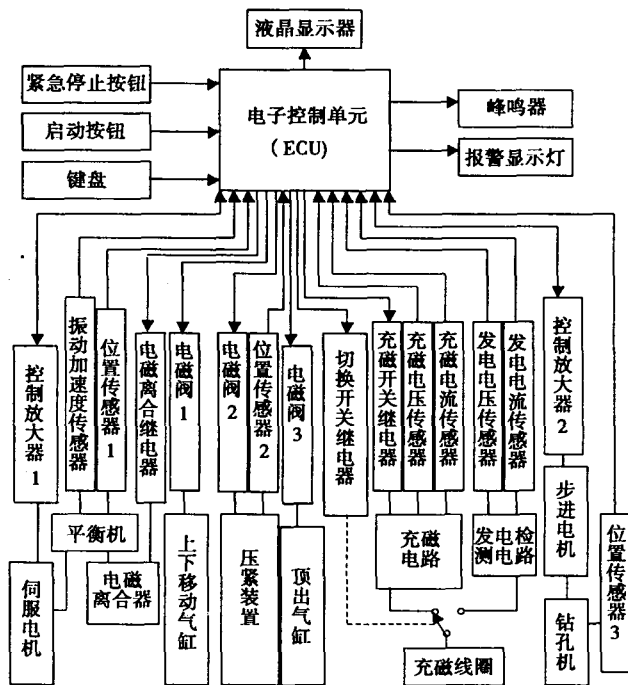 液晶显示器
紧急停止按钮
启动按钮
键盘
电子控制单元
（ECU）
峰鸣器
报警显示灯
控制放大器1
振动加速度传感器
位置传感器1
电磁离合继电器
电磁阀1
电磁阀2
位置传感器2
电磁阀3
切换开关继电器
充磁开关继电器
充磁电压传感器
充磁电流传感器
发电电压传感器
发电电流传感器
控制放大器2
平衡机
伺服电机
电磁
离合器
上下移动气缸
压紧装置
顶出气缸
充磁
电路
发电检
测电路
步进电机
钻孔机
位置传感器3
充磁线圈